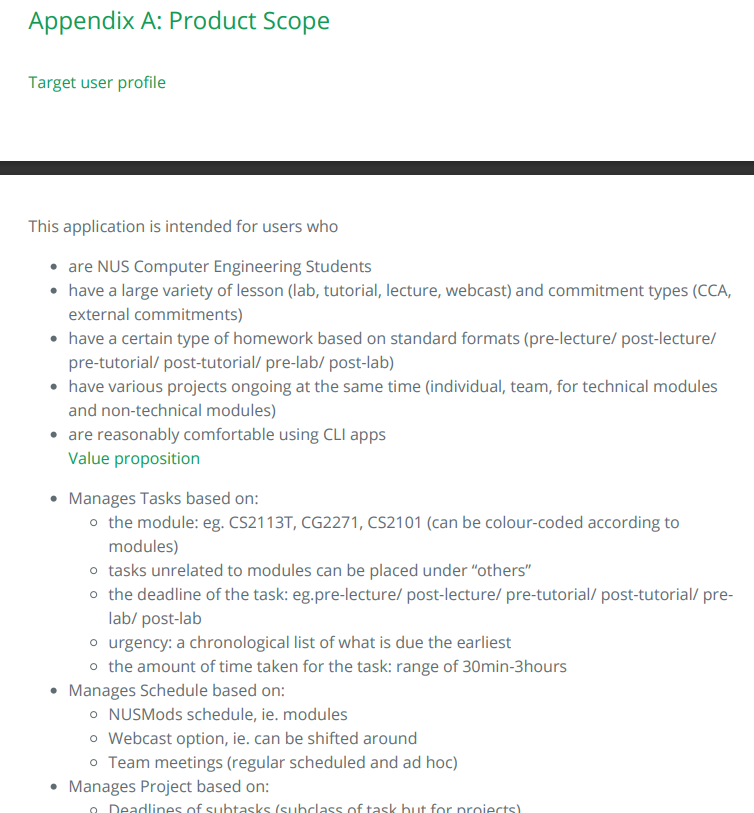 Appendix A: Product Scope
Target user profile
This application is intended for users who
are NUS Computer Engineering Students
have a large variety of lesson (lab, tutorial, lecture, webcast) and commitment types (CCA,
external commitments)
have a certain type of homework based on standard formats (pre-lecture/ post-lecture/
pre-tutorial/ post-tutorial/ pre-lab/ post-lab)
have various projects ongoing at the same time (individual, team, for technical modules
and non-technical modules)
are reasonably comfortable using CLI apps
Value proposition
Manages Tasks based on:
the module: eg. CS2113T, CG2271, CS2101 (can be colour-coded according to
modules)
tasks unrelated to modules can be placed under “others”
the deadline of the task: eg.pre-lecture/ post-lecture/ pre-tutorial/ post-tutorial/ pre-
lab/ post-lab
urgency: a chronological list of what is due the earliest
the amount of time taken for the task: range of 30min-3hours
Manages Schedule based on:
NUSMods schedule, ie. modules
Webcast option, ie. can be shifted around
Team meetings (regular scheduled and ad hoc)
Manages Project based on:
Deadlines of subtasks (subclass of task but for projects)